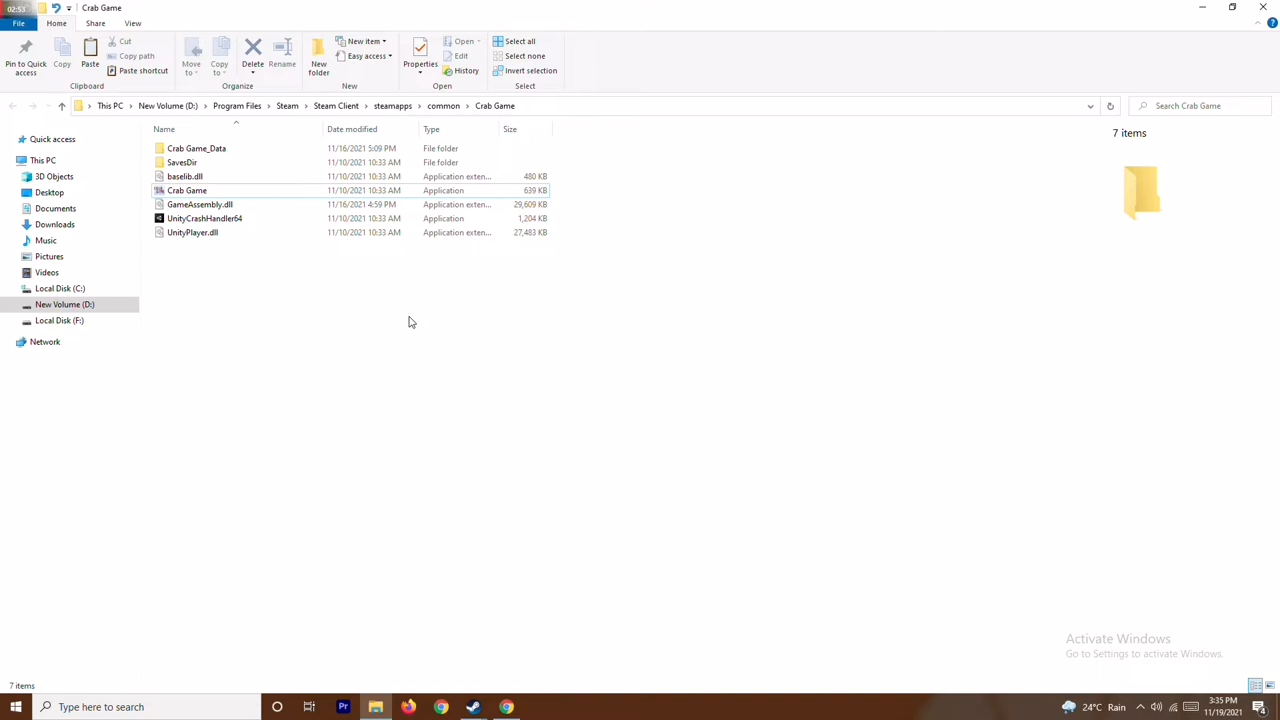 02:53 Crab Game
File Home Share View
Pin to Quick access Copy Paste Cut Copy path Paste shortcut Move to Copy to Delete Rename New folder New item Easy access Properties Open Edit History Select all Select none Invert selection
Clipboard Organize New Open Select
This PC New Volume (D:) Program Files Steam Steam Client steamapps common Crab Game Search Crab Game
Name Date modified Type Size
Crab Game_Data 11/16/2021 5:09 PM File folder
SavesDir 11/10/2021 10:33 AM File folder
baselib.dll 11/10/2021 10:33 AM Application exten... 480 KB
Crab Game 11/10/2021 10:33 AM Application 639 KB
GameAssembly.dll 11/16/2021 4:59 PM Application exten... 29,609 KB
UnityCrashHandler64 11/10/2021 10:33 AM Application 1,204 KB
UnityPlayer.dll 11/10/2021 10:33 AM Application exten... 27,483 KB
Quick access
This PC
3D Objects
Desktop
Documents
Downloads
Music
Pictures
Videos
Local Disk (C:)
New Volume (D:)
Local Disk (F:)
Network
7 items
Activate Windows
Go to Settings to activate Windows.
7 items
Type here to search
Pr
24°C Rain
3:35 PM
11/19/2021
4